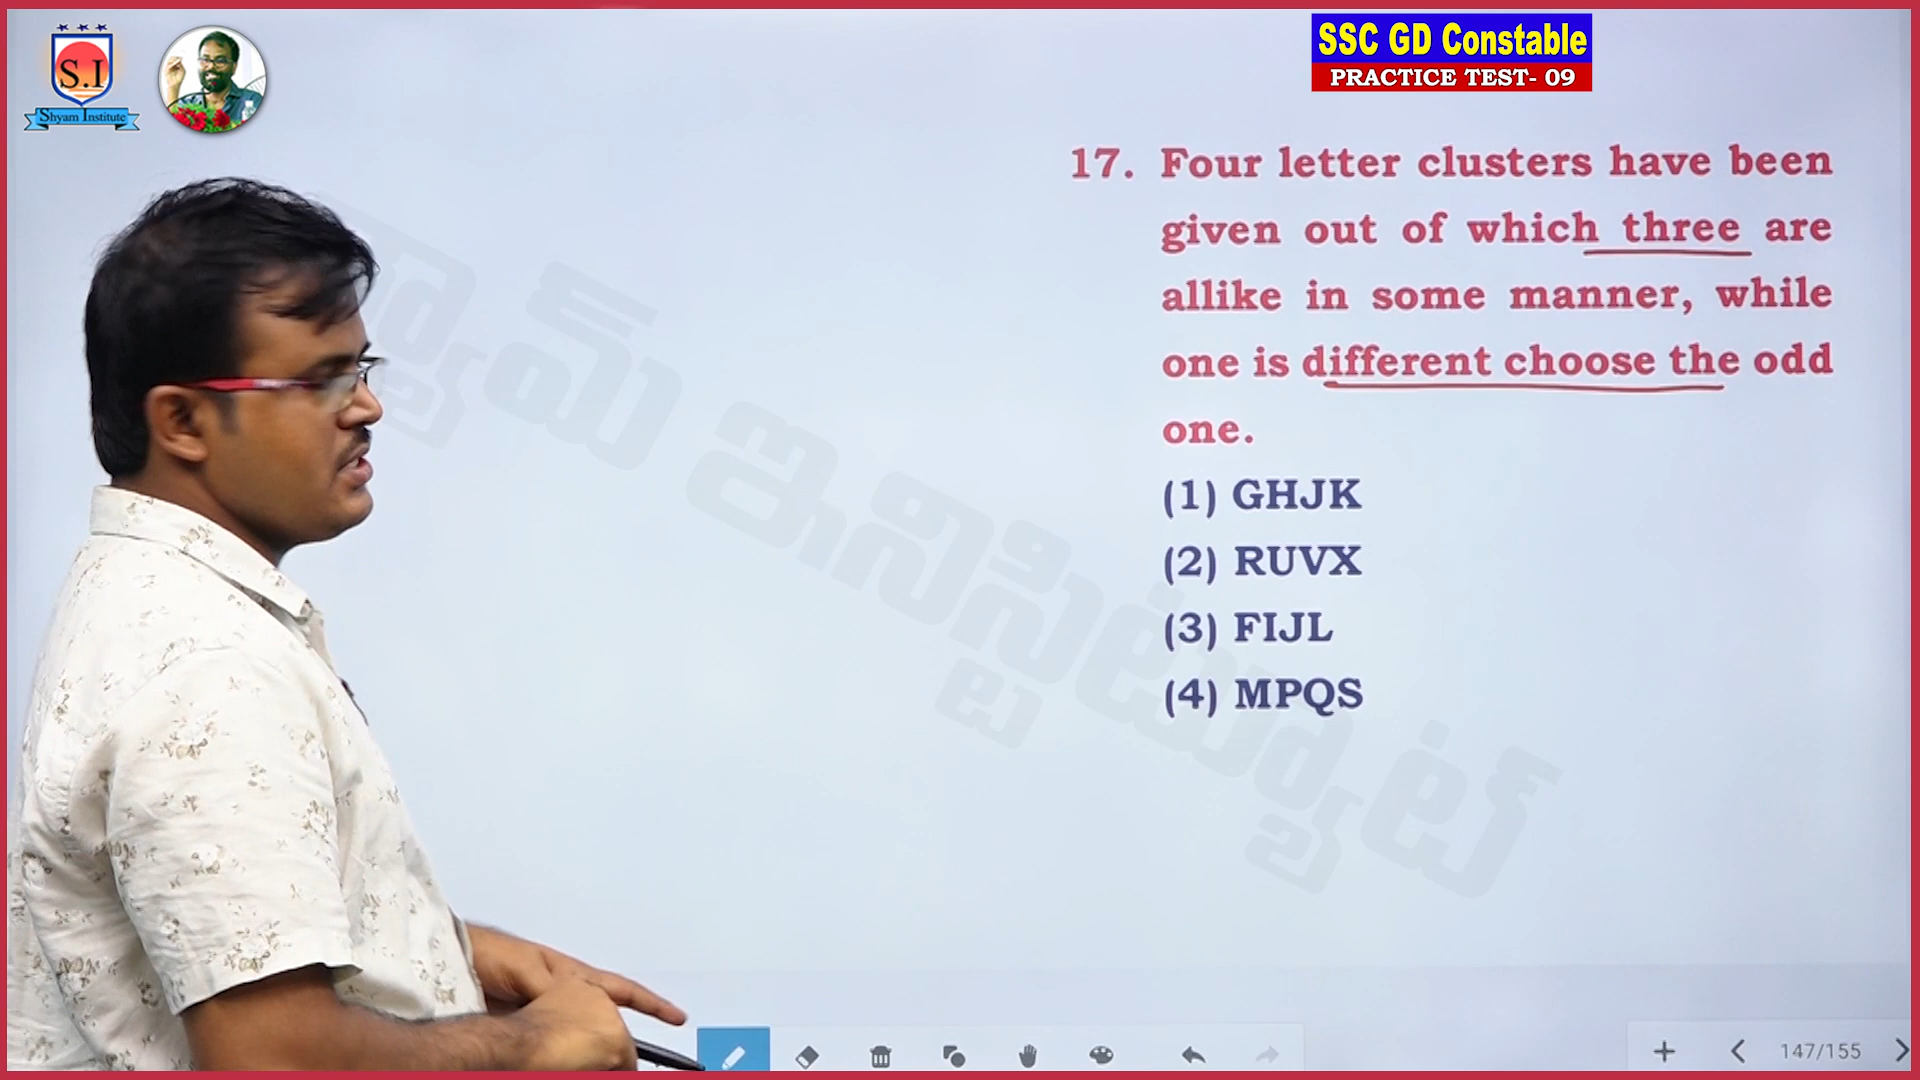 S.I
Shyam Institute
SSC GD Constable
PRACTICE TEST- 09
17. Four letter clusters have been
given out of which three are
allike in some manner, while
one is different choose the odd
one.
(1) GHJK
(2) RUVX
(3) FIJL
(4) MPQS
శ్యామ్ ఇన్స్టిట్యూట్
147/155